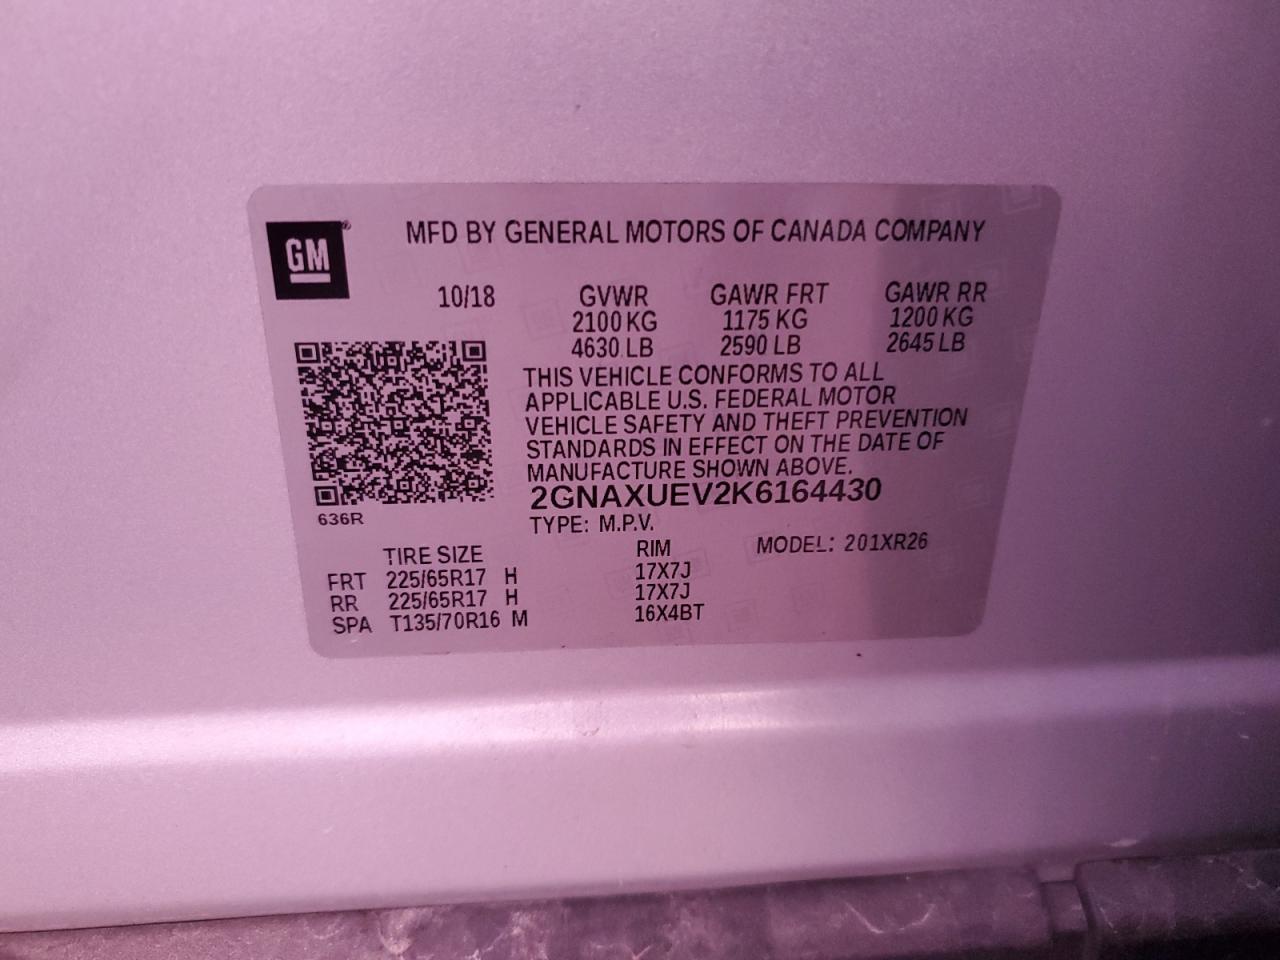 GM®
MFD BY GENERAL MOTORS OF CANADA COMPANY
10/18 GVWR GAWR FRT GAWR RR
2100 KG 1175 KG 1200 KG
4630 LB 2590 LB 2645 LB
THIS VEHICLE CONFORMS TO ALL
APPLICABLE U.S. FEDERAL MOTOR
VEHICLE SAFETY AND THEFT PREVENTION
STANDARDS IN EFFECT ON THE DATE OF
MANUFACTURE SHOWN ABOVE.
2GNAXUEV2K6164430
636R
TYPE: M.P.V.
TIRE SIZE RIM MODEL: 201XR26
FRT 225/65R17 H 17X7J
RR 225/65R17 H 17X7J
SPA T135/70R16 M 16X4BT